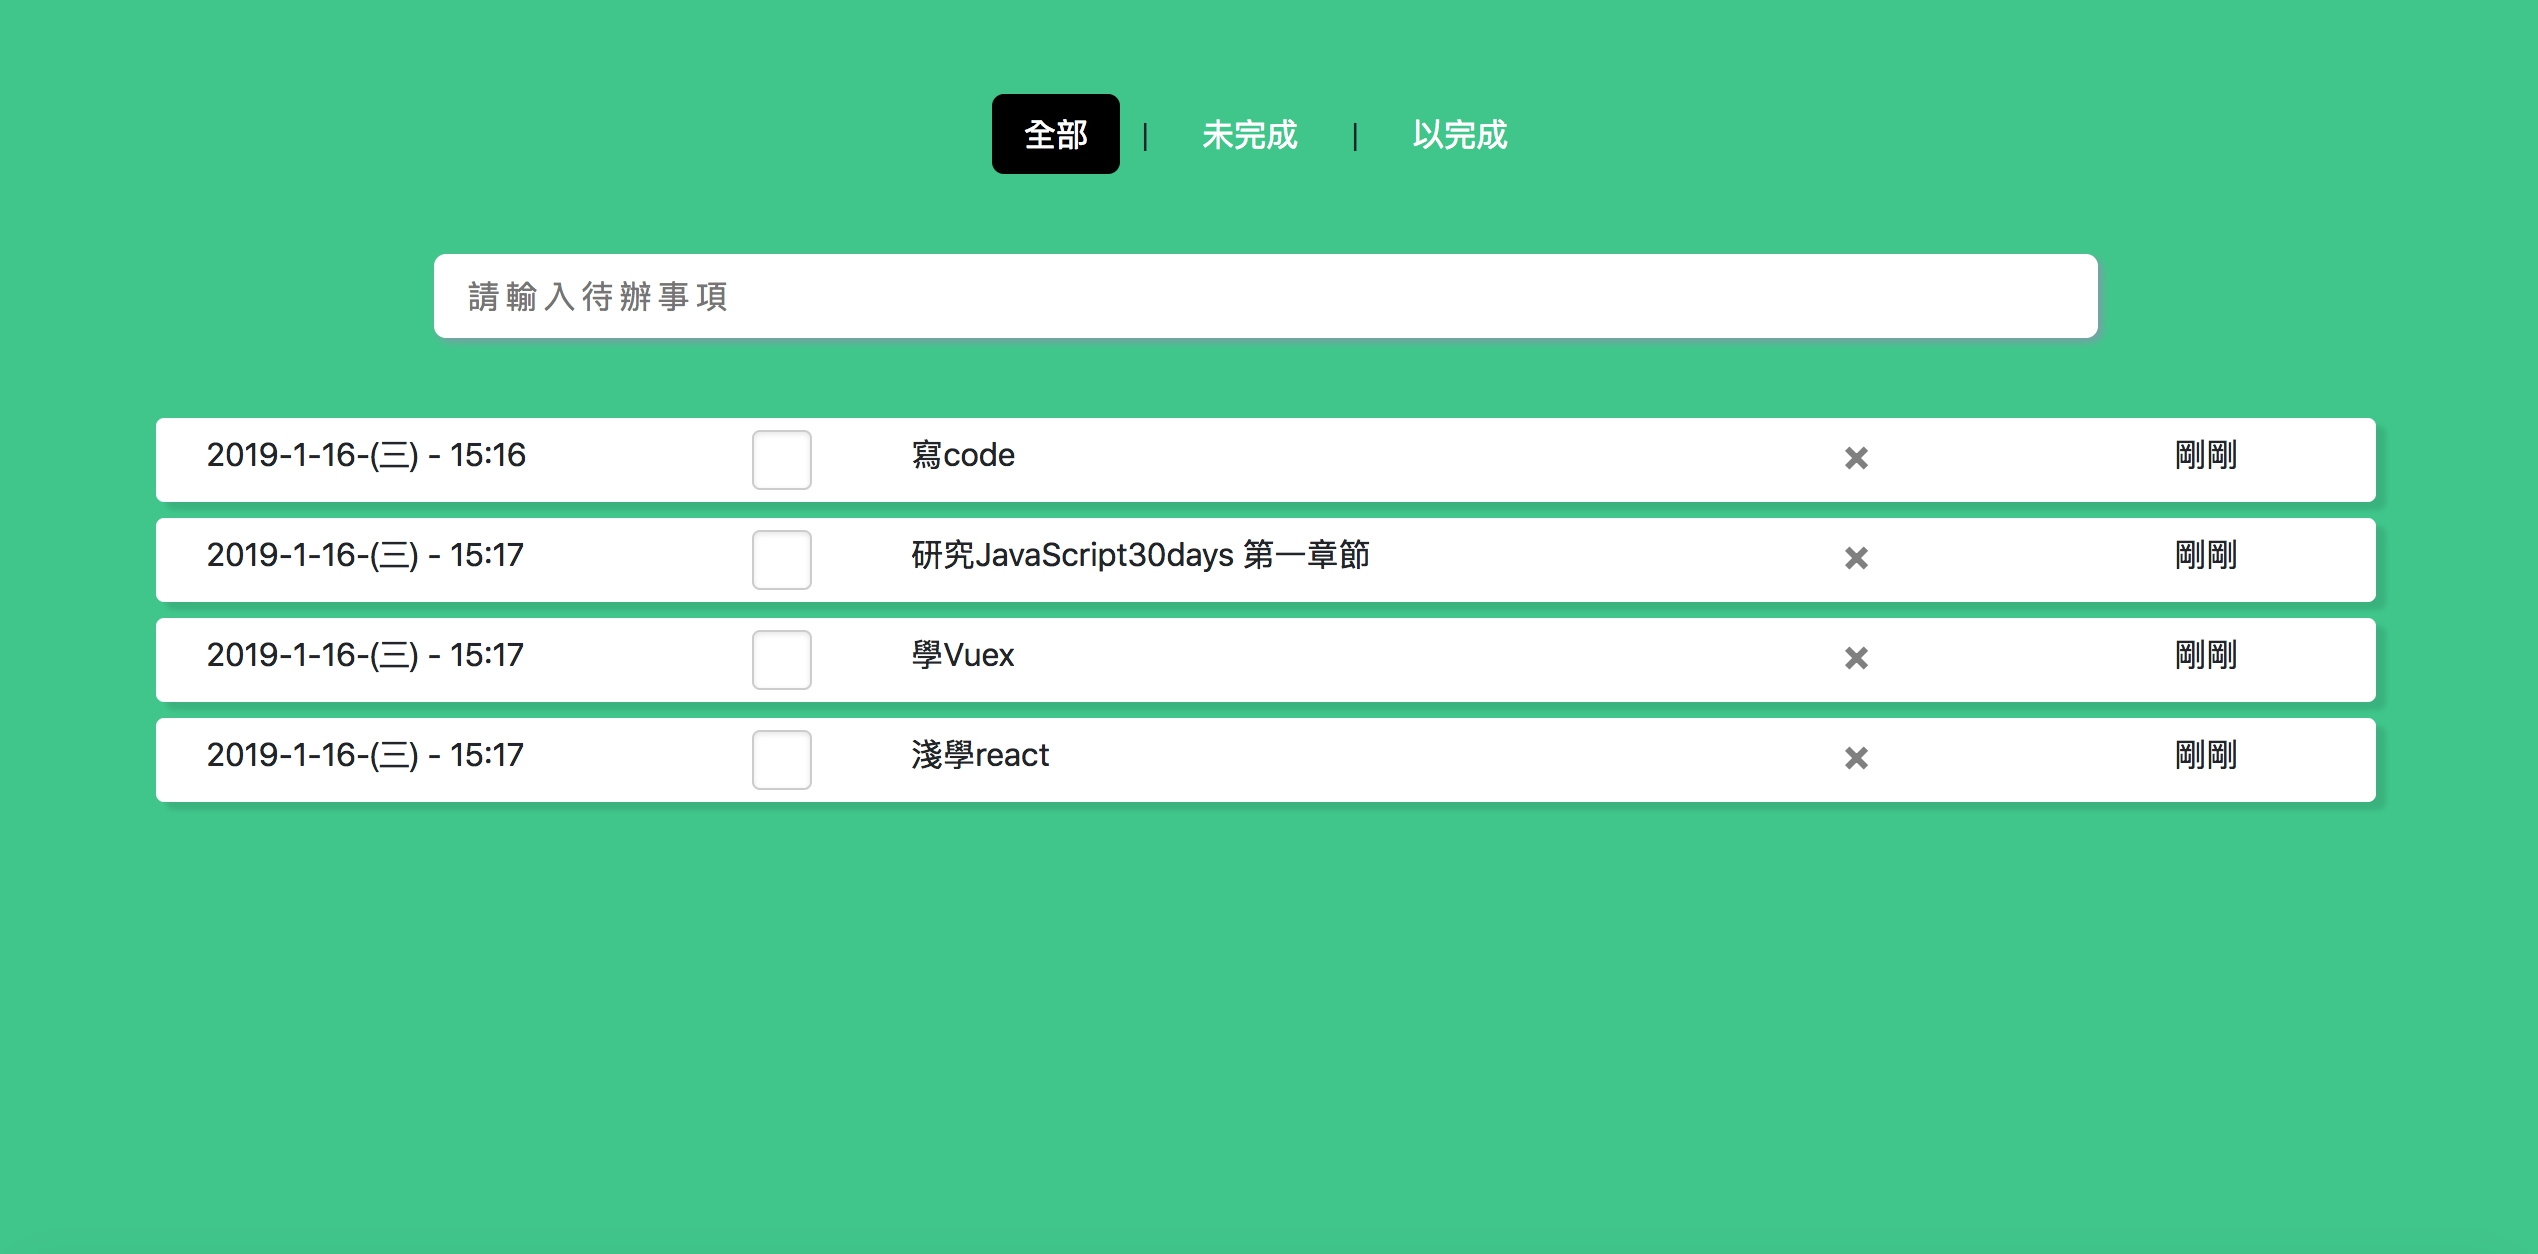 全部 | 未完成 | 以完成
請輸入待辦事項
2019-1-16-(三) - 15:16 寫code 剛剛
2019-1-16-(三) - 15:17 研究JavaScript30days 第一章節 剛剛
2019-1-16-(三) - 15:17 學Vuex 剛剛
2019-1-16-(三) - 15:17 淺學react 剛剛